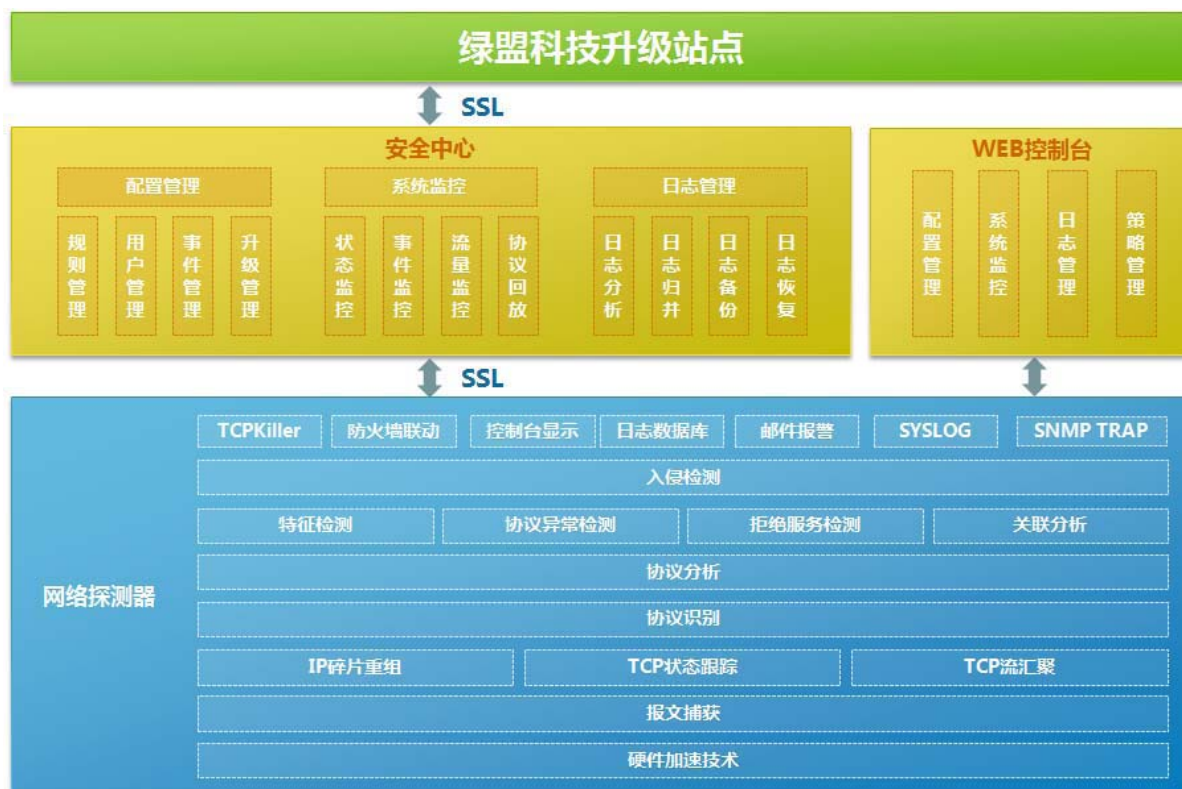 绿盟科技升级站点
SSL
安全中心
配置管理
系统监控
日志管理
规则管理
用户管理
事件管理
升级管理
状态监控
事件监控
流量监控
协议回放
日志分析
日志归并
日志备份
日志恢复
WEB控制台
配置管理
系统监控
日志管理
策略管理
SSL
网络探测器
TCPKiller
防火墙联动
控制台显示
日志数据库
邮件报警
SYSLOG
SNMP TRAP
入侵检测
特征检测
协议异常检测
拒绝服务检测
关联分析
协议分析
协议识别
IP碎片重组
TCP状态跟踪
TCP流汇聚
报文捕获
硬件加速技术